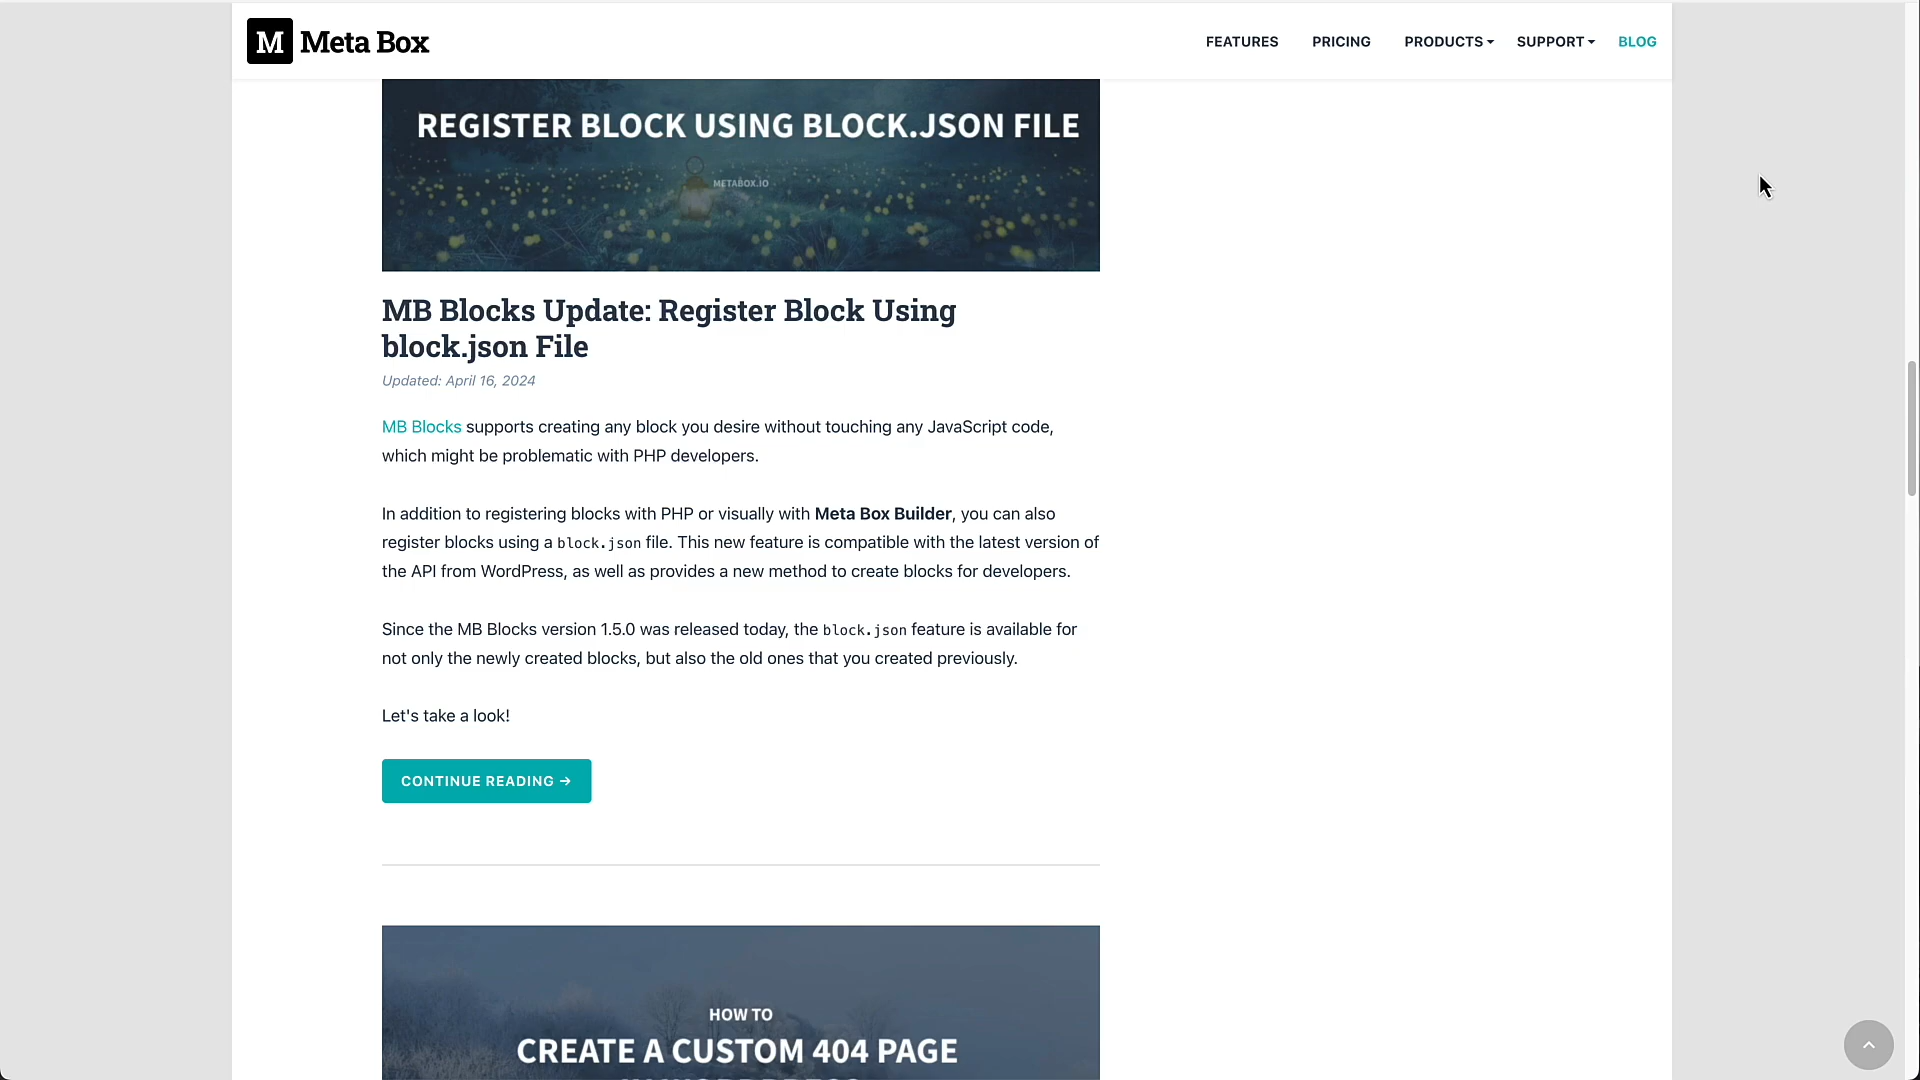 M Meta Box
FEATURES PRICING PRODUCTS SUPPORT BLOG
REGISTER BLOCK USING BLOCK.JSON FILE
METABOX.IO
MB Blocks Update: Register Block Using
block.json File
Updated: April 16, 2024
MB Blocks supports creating any block you desire without touching any JavaScript code,
which might be problematic with PHP developers.
In addition to registering blocks with PHP or visually with Meta Box Builder, you can also
register blocks using a block.json file. This new feature is compatible with the latest version of
the API from WordPress, as well as provides a new method to create blocks for developers.
Since the MB Blocks version 1.5.0 was released today, the block.json feature is available for
not only the newly created blocks, but also the old ones that you created previously.
Let's take a look!
CONTINUE READING →
HOW TO
CREATE A CUSTOM 404 PAGE